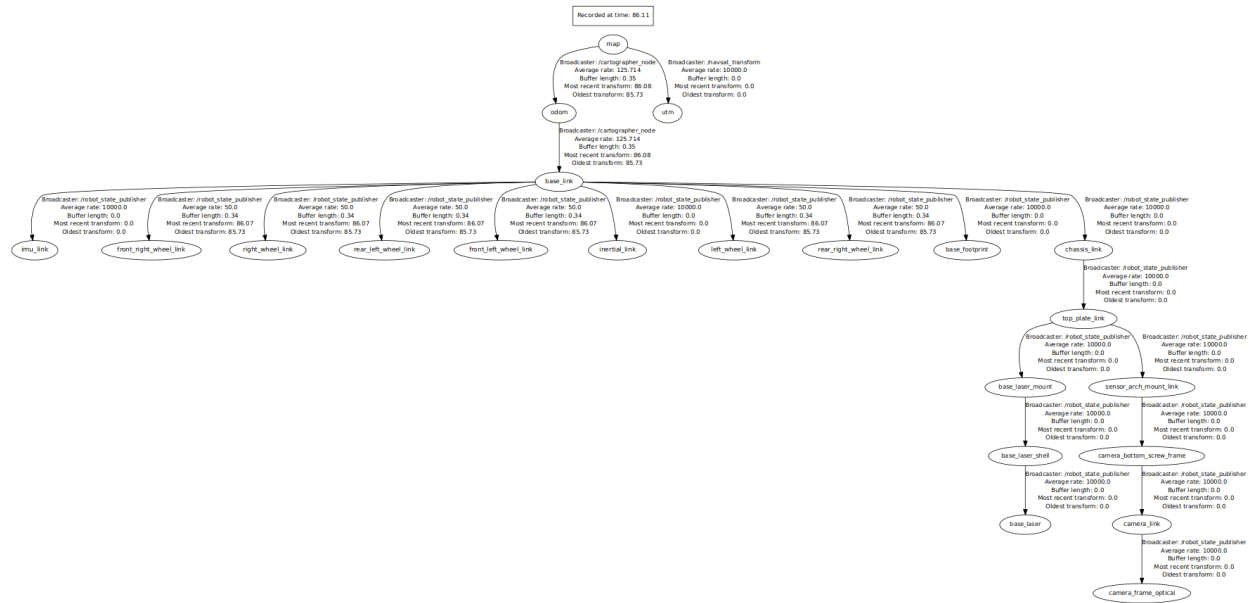 Recorded at time: 86.11
map
Broadcaster: /cartographer_node
Average rate: 125.714
Buffer length: 0.35
Most recent transform: 86.08
Oldest transform: 85.73
Broadcaster: /navsat_transform
Average rate: 10000.0
Buffer length: 0.0
Most recent transform: 0.0
Oldest transform: 0.0
odom
utm
Broadcaster: /cartographer_node
Average rate: 125.714
Buffer length: 0.35
Most recent transform: 86.08
Oldest transform: 85.73
base_link
Broadcaster: /robot_state_publisher
Average rate: 10000.0
Buffer length: 0.0
Most recent transform: 0.0
Oldest transform: 0.0
Broadcaster: /robot_state_publisher
Average rate: 50.0
Buffer length: 0.34
Most recent transform: 86.07
Oldest transform: 85.73
Broadcaster: /robot_state_publisher
Average rate: 50.0
Buffer length: 0.34
Most recent transform: 86.07
Oldest transform: 85.73
Broadcaster: /robot_state_publisher
Average rate: 50.0
Buffer length: 0.34
Most recent transform: 86.07
Oldest transform: 85.73
Broadcaster: /robot_state_publisher
Average rate: 50.0
Buffer length: 0.34
Most recent transform: 86.07
Oldest transform: 85.73
Broadcaster: /robot_state_publisher
Average rate: 10000.0
Buffer length: 0.0
Most recent transform: 0.0
Oldest transform: 0.0
Broadcaster: /robot_state_publisher
Average rate: 50.0
Buffer length: 0.34
Most recent transform: 86.07
Oldest transform: 85.73
Broadcaster: /robot_state_publisher
Average rate: 50.0
Buffer length: 0.34
Most recent transform: 86.07
Oldest transform: 85.73
Broadcaster: /robot_state_publisher
Average rate: 10000.0
Buffer length: 0.0
Most recent transform: 0.0
Oldest transform: 0.0
Broadcaster: /robot_state_publisher
Average rate: 10000.0
Buffer length: 0.0
Most recent transform: 0.0
Oldest transform: 0.0
imu_link
front_right_wheel_link
right_wheel_link
rear_left_wheel_link
front_left_wheel_link
inertial_link
left_wheel_link
rear_right_wheel_link
base_footprint
chassis_link
Broadcaster: /robot_state_publisher
Average rate: 10000.0
Buffer length: 0.0
Most recent transform: 0.0
Oldest transform: 0.0
top_plate_link
Broadcaster: /robot_state_publisher
Average rate: 10000.0
Buffer length: 0.0
Most recent transform: 0.0
Oldest transform: 0.0
Broadcaster: /robot_state_publisher
Average rate: 10000.0
Buffer length: 0.0
Most recent transform: 0.0
Oldest transform: 0.0
base_laser_mount
sensor_arch_mount_link
Broadcaster: /robot_state_publisher
Average rate: 10000.0
Buffer length: 0.0
Most recent transform: 0.0
Oldest transform: 0.0
Broadcaster: /robot_state_publisher
Average rate: 10000.0
Buffer length: 0.0
Most recent transform: 0.0
Oldest transform: 0.0
base_laser_shell
camera_bottom_screw_frame
Broadcaster: /robot_state_publisher
Average rate: 10000.0
Buffer length: 0.0
Most recent transform: 0.0
Oldest transform: 0.0
Broadcaster: /robot_state_publisher
Average rate: 10000.0
Buffer length: 0.0
Most recent transform: 0.0
Oldest transform: 0.0
base_laser
camera_link
Broadcaster: /robot_state_publisher
Average rate: 10000.0
Buffer length: 0.0
Most recent transform: 0.0
Oldest transform: 0.0
camera_frame_optical